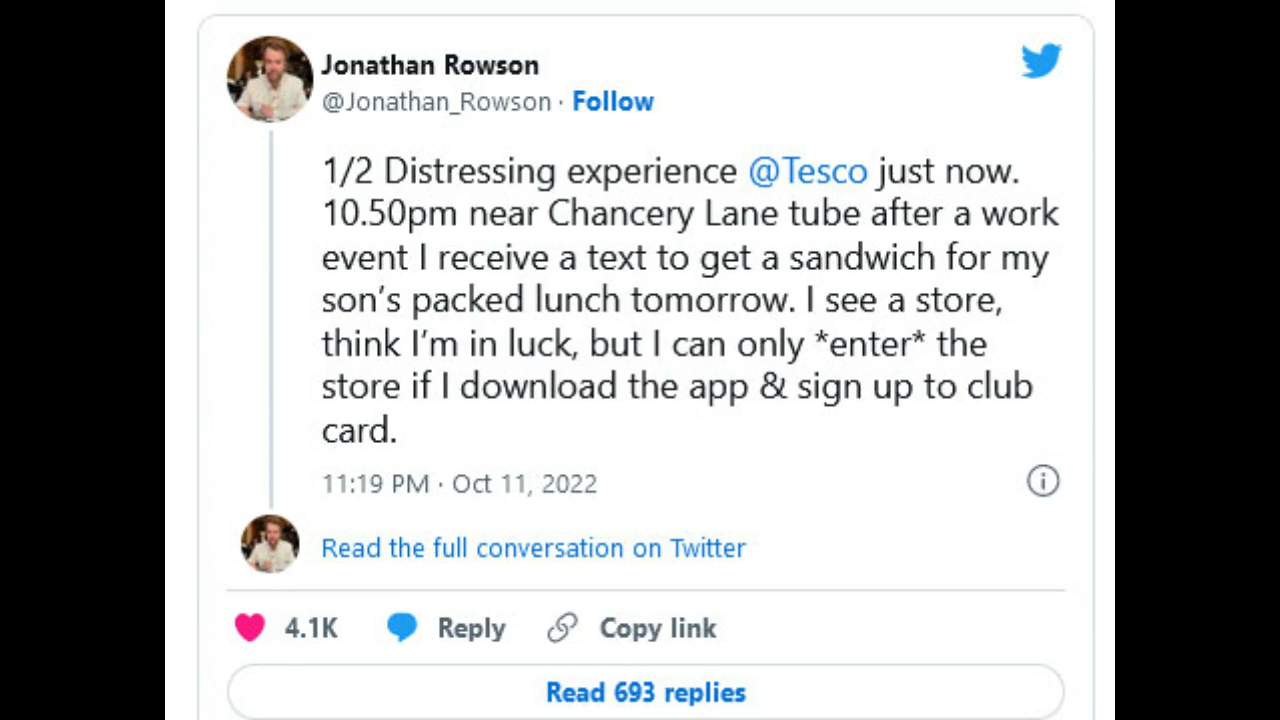 Jonathan Rowson
@Jonathan_Rowson · Follow
1/2 Distressing experience @Tesco just now.
10.50pm near Chancery Lane tube after a work
event I receive a text to get a sandwich for my
son’s packed lunch tomorrow. I see a store,
think I’m in luck, but I can only *enter* the
store if I download the app & sign up to club
card.
11:19 PM · Oct 11, 2022
Read the full conversation on Twitter
4.1K Reply Copy link
Read 693 replies